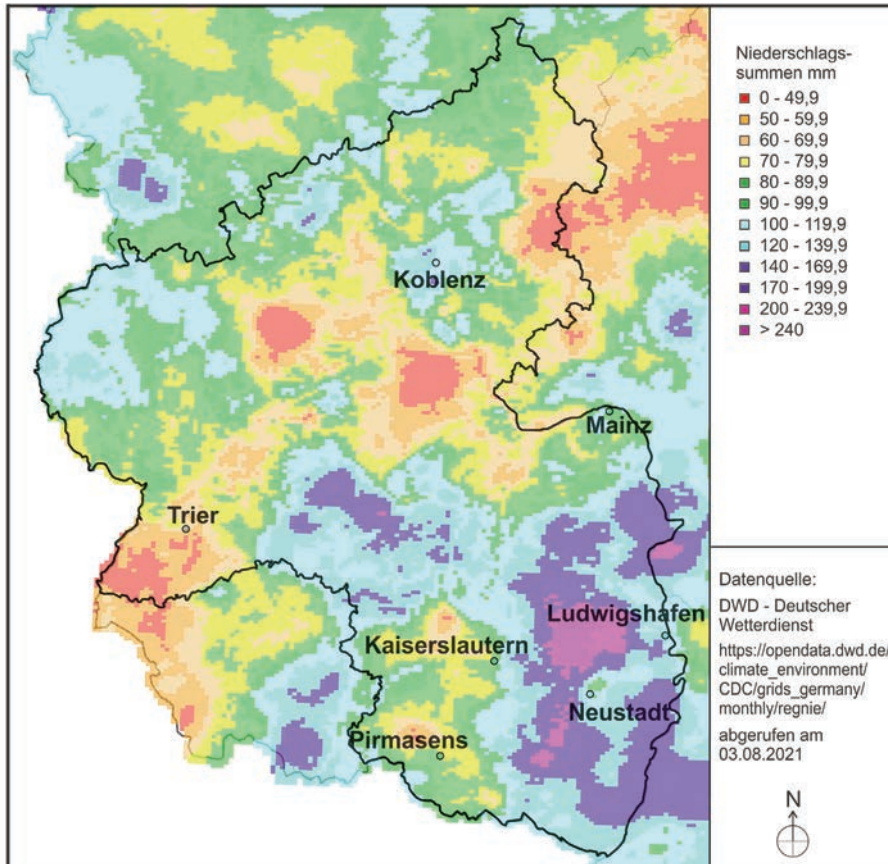 Niederschlags-
summen mm
0 - 49,9
50 - 59,9
60 - 69,9
70 - 79,9
80 - 89,9
90 - 99,9
100 - 119,9
120 - 139,9
140 - 169,9
170 - 199,9
200 - 239,9
> 240
Koblenz
Mainz
Trier
Ludwigshafen
Kaiserslautern
Neustadt
Pirmasens
Datenquelle:
DWD - Deutscher
Wetterdienst
https://opendata.dwd.de/
climate_environment/
CDC/grids_germany/
monthly/regnie/
abgerufen am
03.08.2021
N